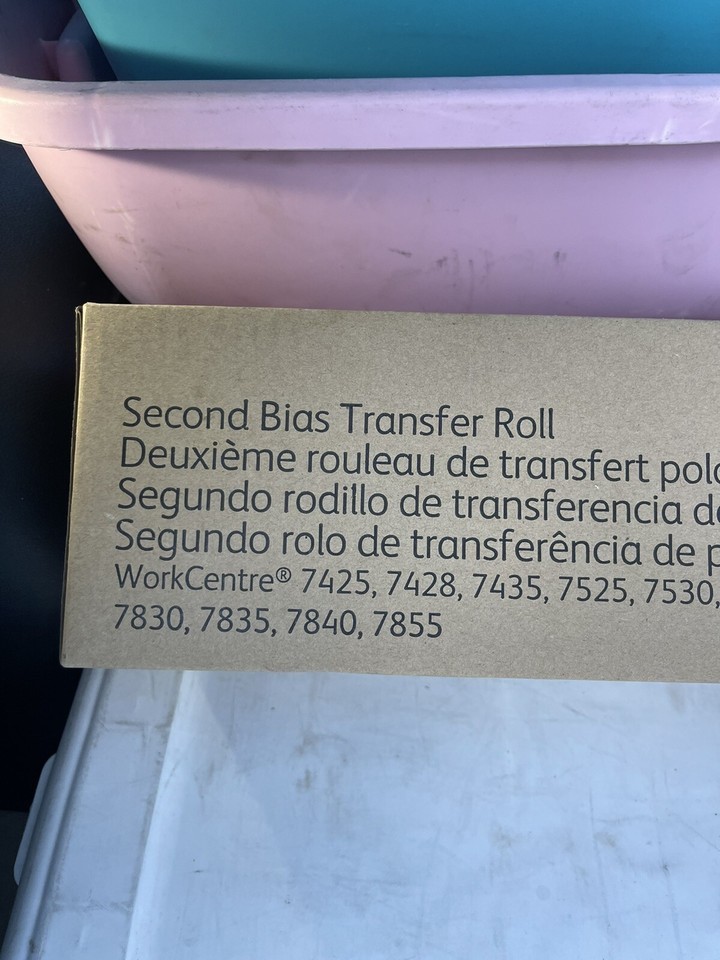 Second Bias Transfer Roll
Deuxième rouleau de transfert
Segundo rodillo de transferencia
Segundo rolo de transferência de
WorkCentre® 7425, 7428, 7435, 7525, 7530,
7830, 7835, 7840, 7855